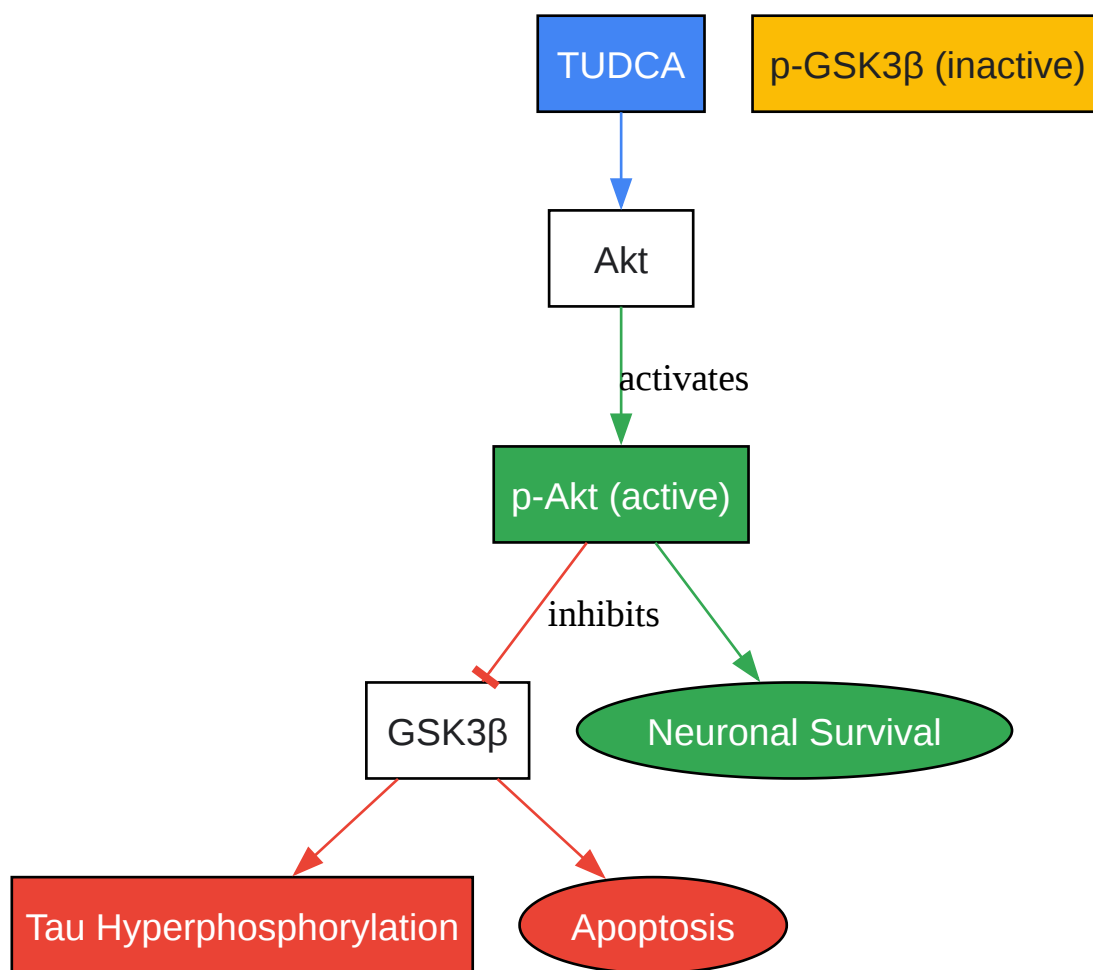 TUDCA
p-GSK3β (inactive)
Akt
activates
p-Akt (active)
inhibits
GSK3β
Neuronal Survival
Tau Hyperphosphorylation
Apoptosis